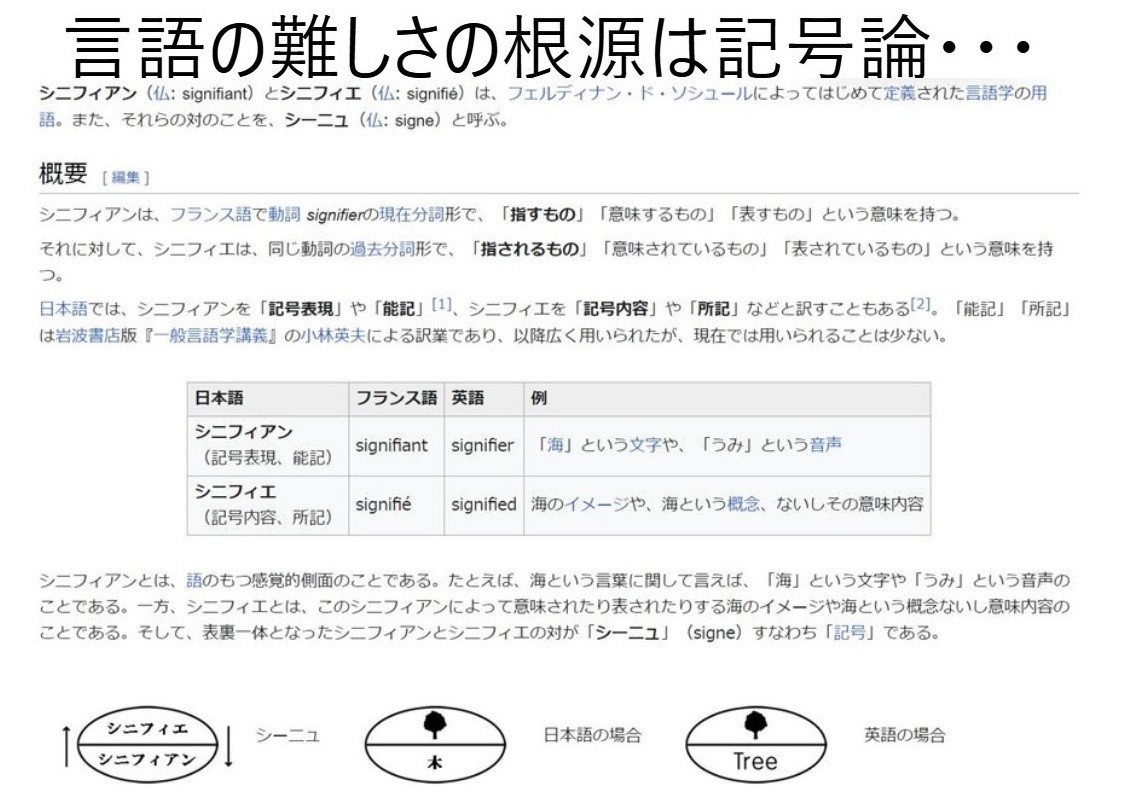 言語の難しさの根源は記号論・・・
シニフィアン（仏: signifiant）とシニフィエ（仏: signifié）は、フェルディナン・ド・ソシュールによってはじめて定義された言語学の用
語。また、それらの対のことを、シーニュ（仏: signe）と呼ぶ。
概要 [編集]
シニフィアンは、フランス語で動詞 signifierの現在分詞形で、「指すもの」「意味するもの」「表すもの」という意味を持つ。
それに対して、シニフィエは、同じ動詞の過去分詞形で、「指されるもの」「意味されているもの」「表されているもの」という意味を持
つ。
日本語では、シニフィアンを「記号表現」や「能記」[1]、シニフィエを「記号内容」や「所記」などと訳すこともある[2]。「能記」「所記」
は岩波書店版『一般言語学講義』の小林英夫による訳業であり、以降広く用いられたが、現在では用いられることは少ない。
日本語 フランス語 英語 例
シニフィアン
（記号表現、能記） signifiant signifier 「海」という文字や、「うみ」という音声
シニフィエ
（記号内容、所記） signifié signified 海のイメージや、海という概念、ないしその意味内容
シニフィアンとは、語のもつ感覚的側面のことである。たとえば、海という言葉に関して言えば、「海」という文字や「うみ」という音声の
ことである。一方、シニフィエとは、このシニフィアンによって意味されたり表されたりする海のイメージや海という概念ないし意味内容の
ことである。そして、表裏一体となったシニフィアンとシニフィエの対が「シーニュ」（signe）すなわち「記号」である。
シニフィエ
シニフィアン
シーニュ
木
日本語の場合
Tree
英語の場合